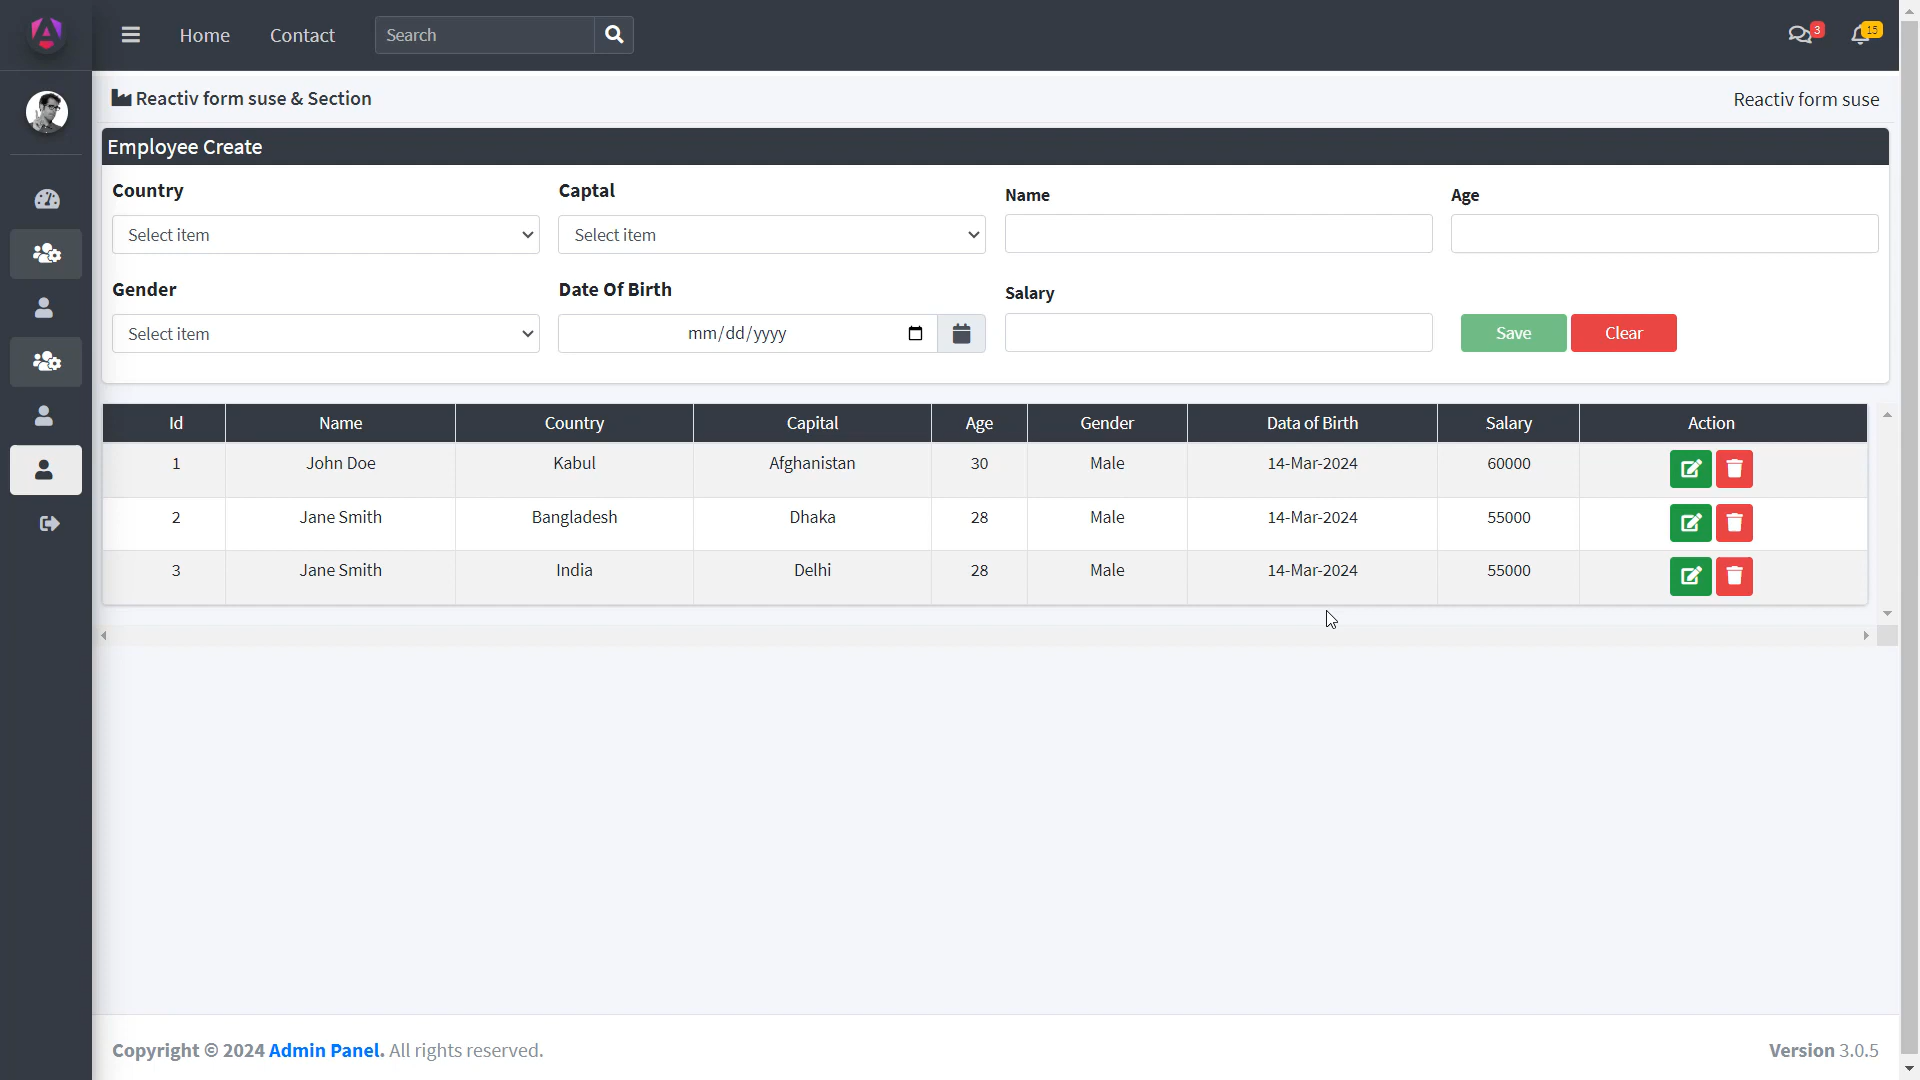 Home Contact Search 3 15
Reactiv form suse & Section Reactiv form suse
Employee Create
Country Captal Name Age
Select item Select item
Gender Date Of Birth Salary
Select item mm/dd/yyyy Save Clear
Id Name Country Capital Age Gender Data of Birth Salary Action
1 John Doe Kabul Afghanistan 30 Male 14-Mar-2024 60000
2 Jane Smith Bangladesh Dhaka 28 Male 14-Mar-2024 55000
3 Jane Smith India Delhi 28 Male 14-Mar-2024 55000
Copyright © 2024 Admin Panel. All rights reserved. Version 3.0.5